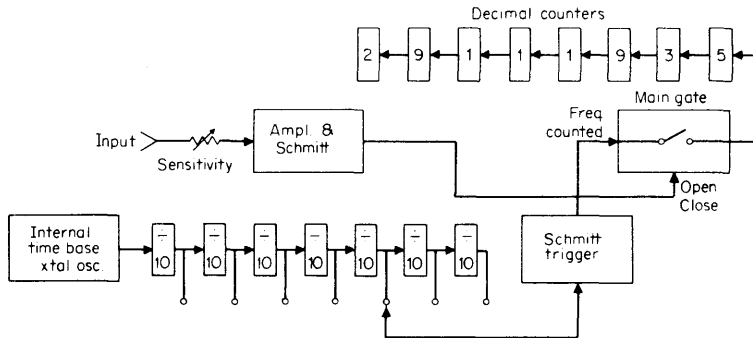 Decimal counters
2 9 1 1 1 9 3 5
Main gate
Freq
counted
Input
Sensitivity
Ampl. &
Schmitt
Open
Close
Internal
time base
xtal osc.
÷ ÷ ÷ ÷ ÷ ÷ ÷
10 10 10 10 10 10 10
Schmitt
trigger